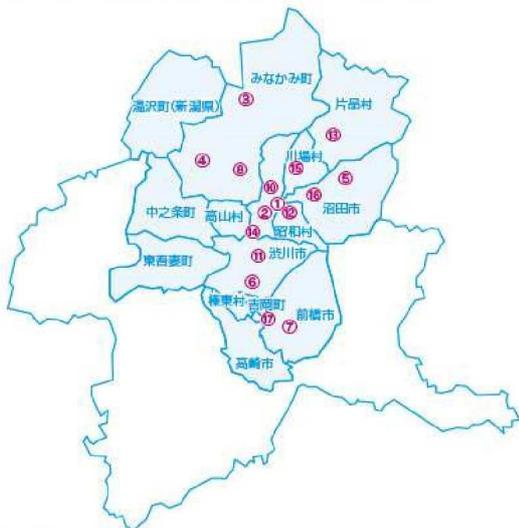 みなかみ町
③
湯沢町(新潟県)
片品村
⑬
④
⑧
川場村
⑮
⑤
⑩
⑯
中之条町
高山村
①
②
⑫
沼田市
昭和村
⑭
東吾妻町
⑪
渋川市
⑥
榛東村
吉岡町
⑰
⑦
前橋市
高崎市